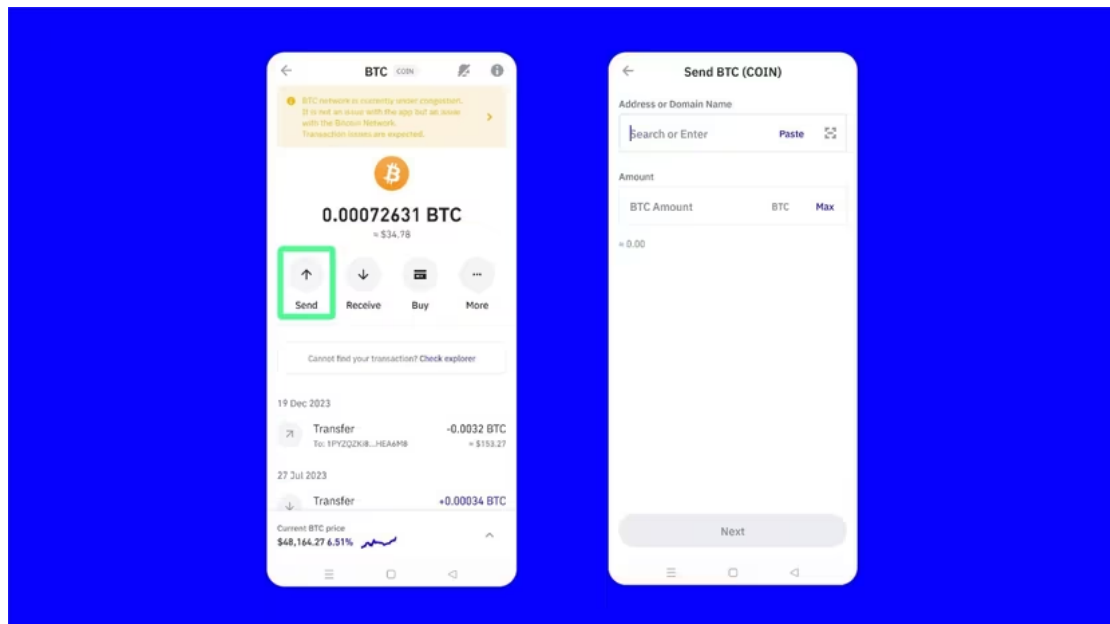 BTC COIN
BTC network is currently under congestion.
It is not an issue with the app but an issue
with the Bitcoin Network.
Transaction issues are expected.
0.00072631 BTC
≈ $34.78
Send Receive Buy More
Cannot find your transaction? Check explorer
19 Dec 2023
Transfer -0.0032 BTC
To: 1PYZQZKi8...HEA6M8 ≈ $153.27
27 Jul 2023
Transfer +0.00034 BTC
Current BTC price
$48,164.27 6.51%
Send BTC (COIN)
Address or Domain Name
Search or Enter Paste
Amount
BTC Amount BTC Max
≈ 0.00
Next